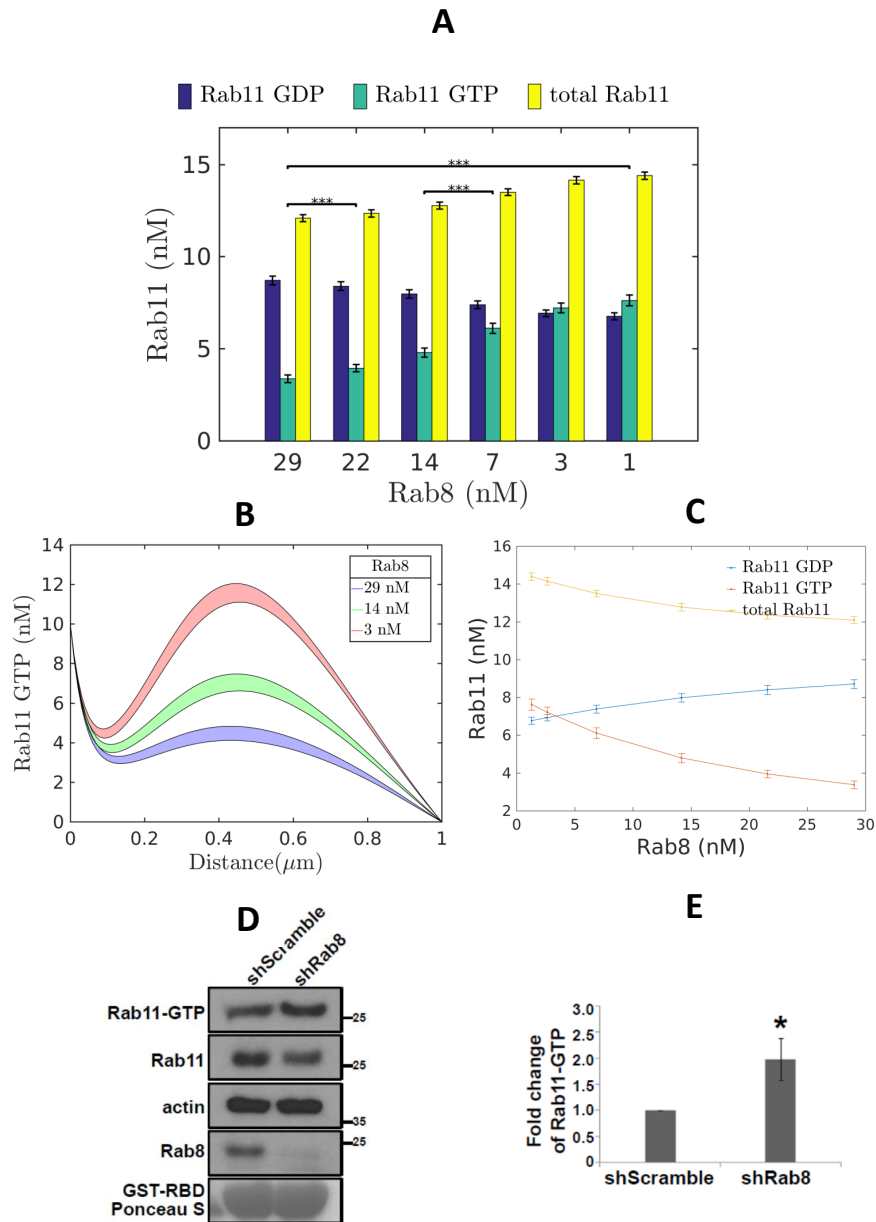 A
Rab11 GDP Rab11 GTP total Rab11
15
10
5
0
Rab11 (nM)
***
***
***
29 22 14 7 3 1
Rab8 (nM)
B
14
12
10
8
6
4
2
0
Rab11 GTP (nM)
Rab8
29 nM
14 nM
3 nM
0 0.2 0.4 0.6 0.8 1
Distance(μm)
C
14
12
10
8
6
4
2
Rab11 (nM)
Rab11 GDP
Rab11 GTP
total Rab11
0 5 10 15 20 25 30
Rab8 (nM)
D
shScramble
shRab8
Rab11-GTP
25
Rab11
25
actin
35
Rab8
25
GST-RBD
Ponceau S
E
Fold change
of Rab11-GTP
3.0
2.5
2.0
1.5
1.0
0.5
0
*
shScramble shRab8